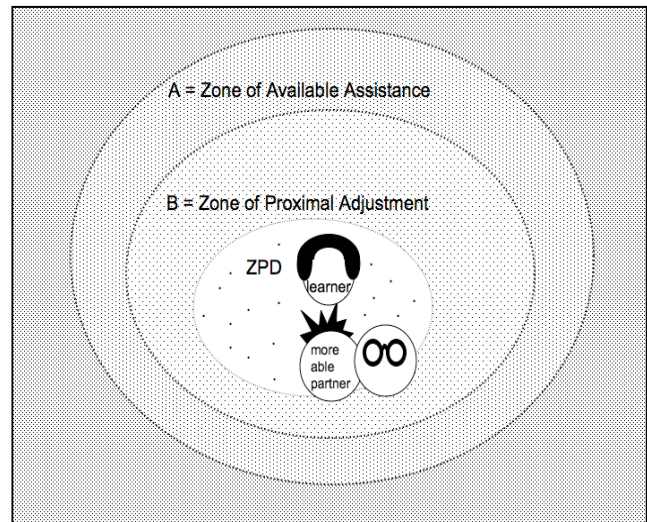 A = Zone of Available Assistance
B = Zone of Proximal Adjustment
ZPD
learner
more
able
partner